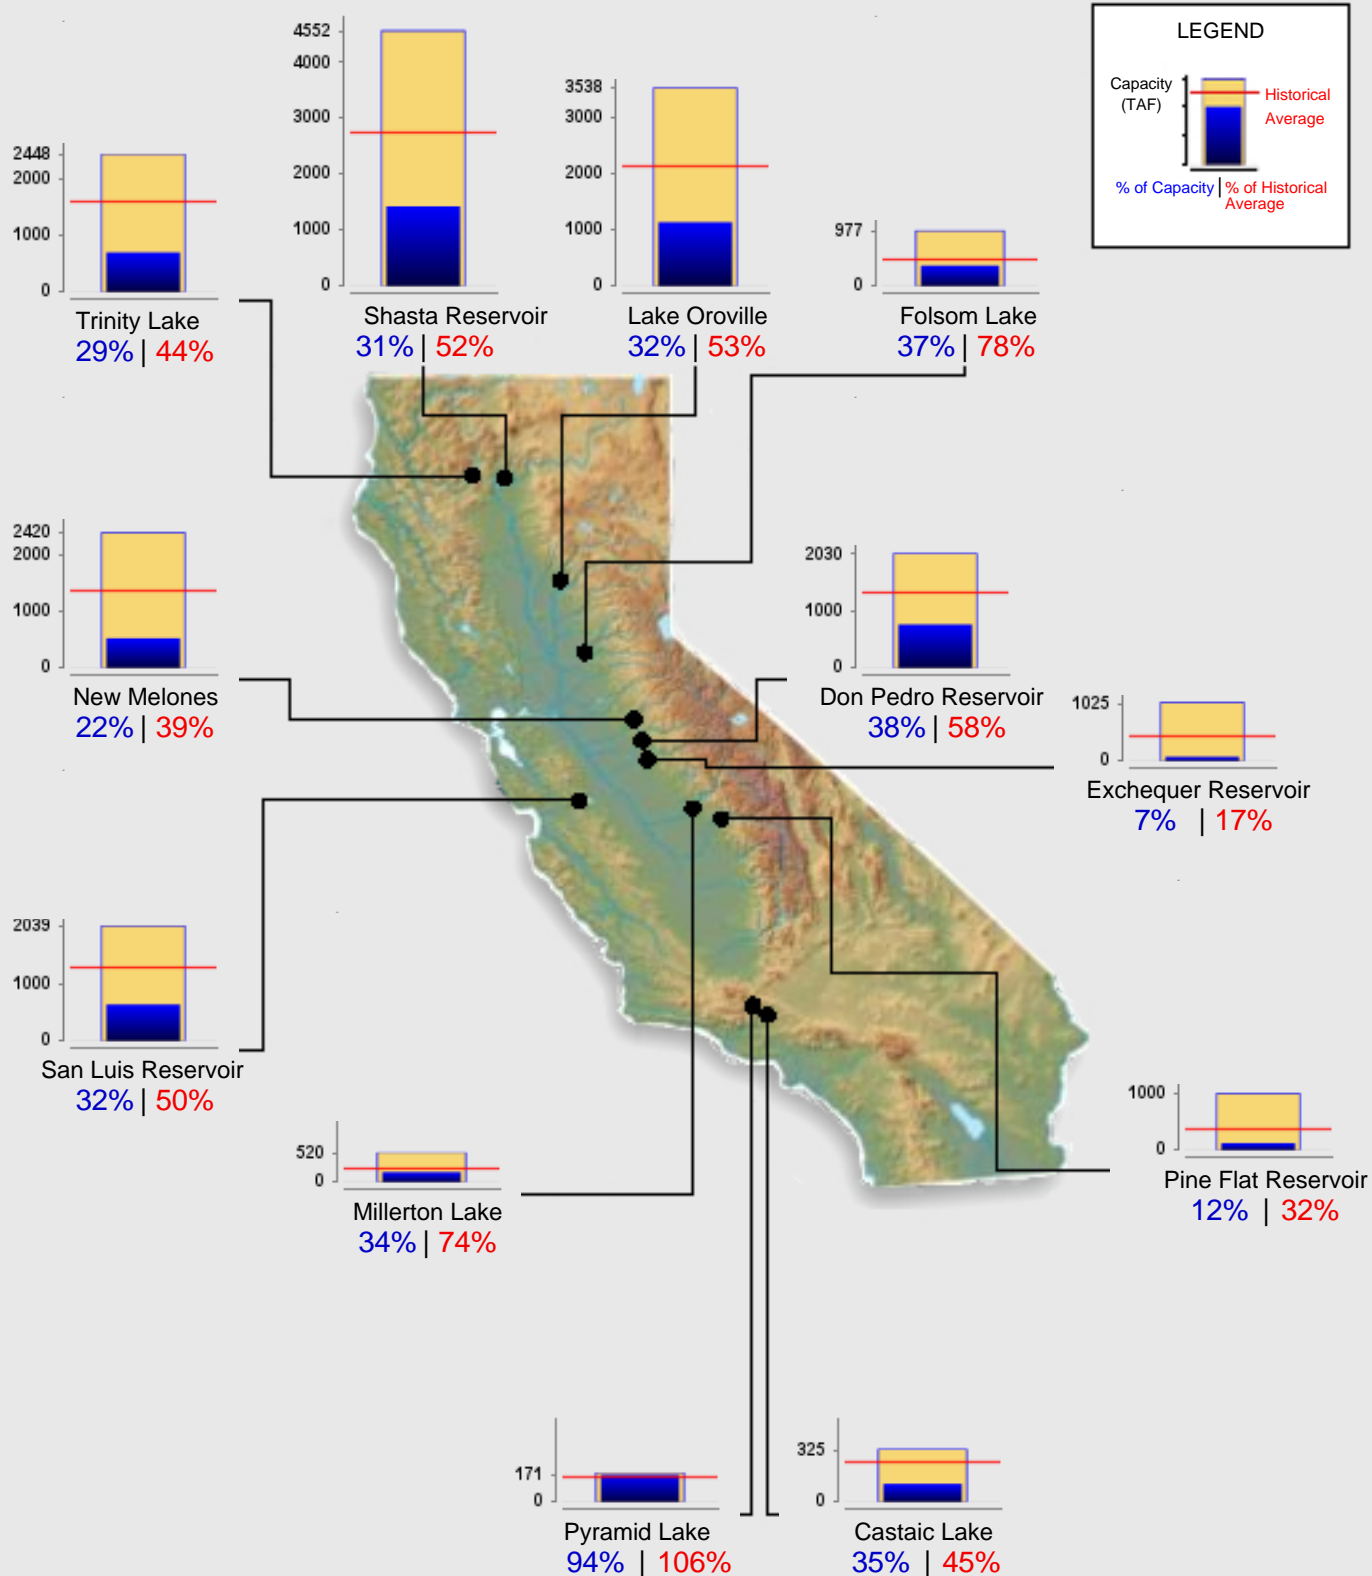 LEGEND
Capacity
(TAF)
Historical
Average
% of Capacity | % of Historical
Average
4552
4000
3000
2000
1000
0
Shasta Reservoir
31% | 52%
3538
3000
2000
1000
0
Lake Oroville
32% | 53%
2448
2000
1000
0
Trinity Lake
29% | 44%
977
0
Folsom Lake
37% | 78%
2420
2000
1000
0
New Melones
22% | 39%
2030
1000
0
Don Pedro Reservoir
38% | 58%
1025
0
Exchequer Reservoir
7% | 17%
2039
1000
0
San Luis Reservoir
32% | 50%
520
0
Millerton Lake
34% | 74%
1000
0
Pine Flat Reservoir
12% | 32%
171
0
Pyramid Lake
94% | 106%
325
0
Castaic Lake
35% | 45%